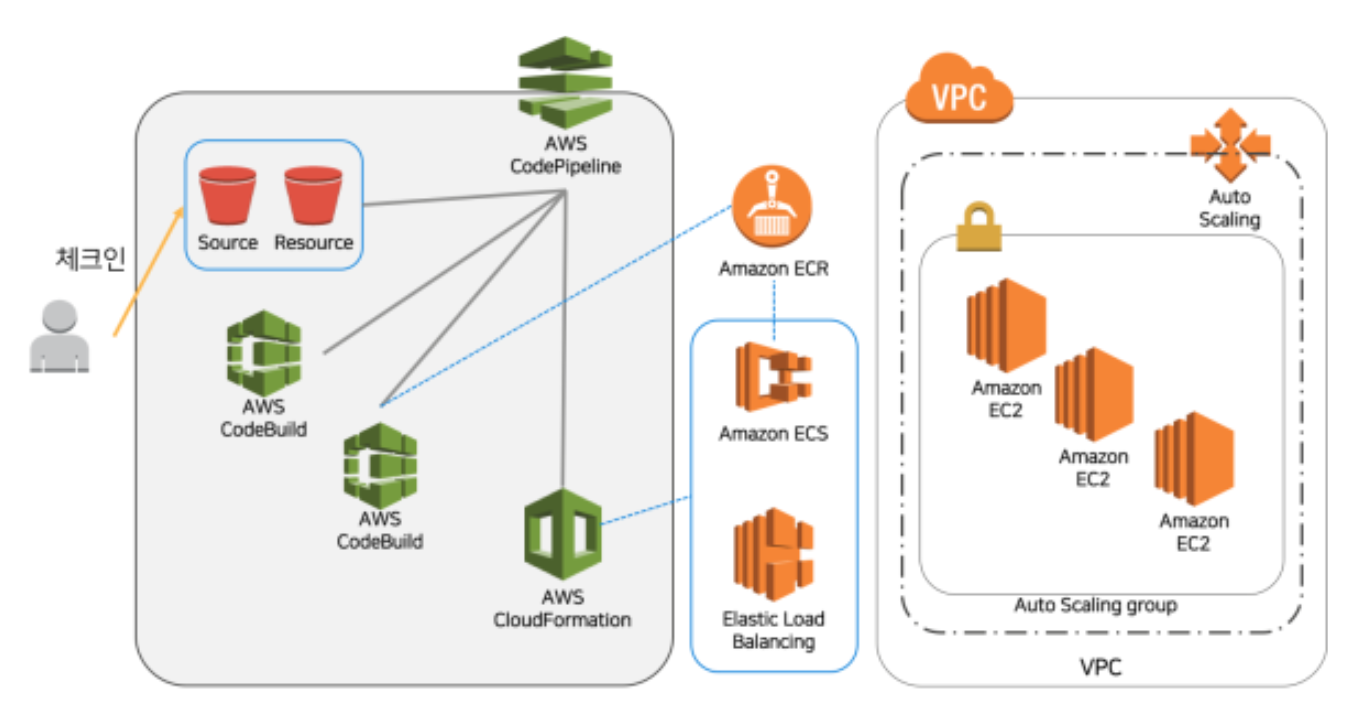 AWS
CodePipeline
Source
Resource
체크인
AWS
CodeBuild
AWS
CodeBuild
AWS
CloudFormation
Amazon ECR
Amazon ECS
Elastic Load
Balancing
VPC
Auto
Scaling
Amazon
EC2
Amazon
EC2
Amazon
EC2
Auto Scaling group
VPC